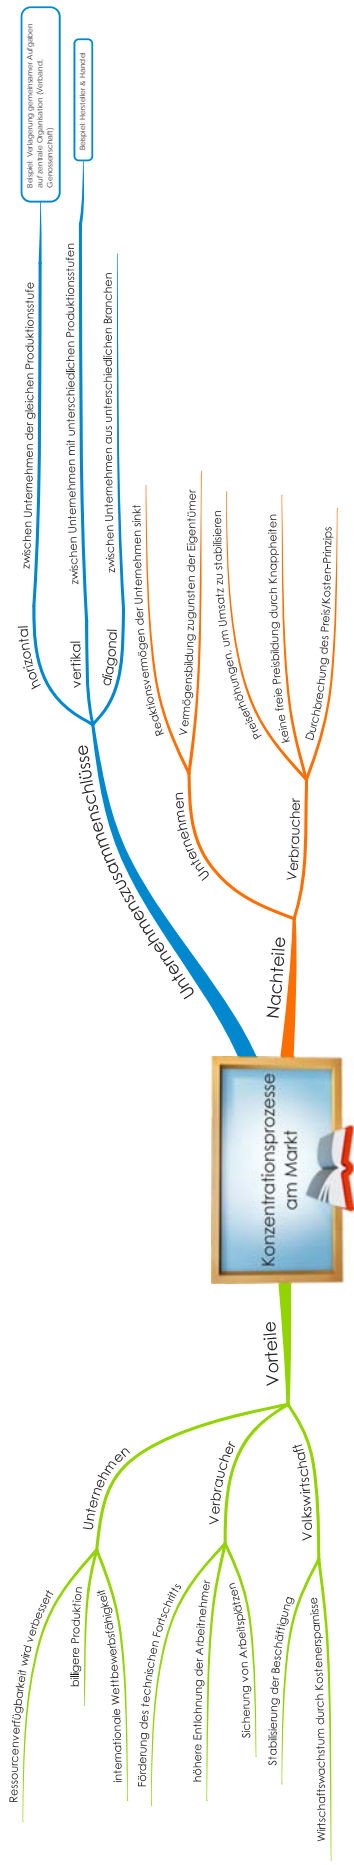 Konzentrationsprozesse
am Markt
Unternehmenszusammenschlüsse
horizontal
zwischen Unternehmen der gleichen Produktionsstufe
Beispiel: Verlagerung gemeinsamer Aufgaben
auf zentrale Organisation (Verband,
Genossenschaft)
vertikal
zwischen Unternehmen mit unterschiedlichen Produktionsstufen
Beispiel: Hersteller & Handel
diagonal
zwischen Unternehmen aus unterschiedlichen Branchen
Nachteile
Unternehmen
Reaktionsvermögen der Unternehmen sinkt
Vermögensbildung zugunsten der Eigentümer
Verbraucher
Preiserhöhungen, um Umsatz zu stabilisieren
keine freie Preisbildung durch Knappheiten
Durchbrechung des Preis/Kosten-Prinzips
Vorteile
Unternehmen
Ressourcenverfügbarkeit wird verbessert
billigere Produktion
internationale Wettbewerbsfähigkeit
Verbraucher
Förderung des technischen Fortschritts
höhere Entlohnung der Arbeitnehmer
Sicherung von Arbeitsplätzen
Volkswirtschaft
Stabilisierung der Beschäftigung
Wirtschaftswachstum durch Kostenersparnisse